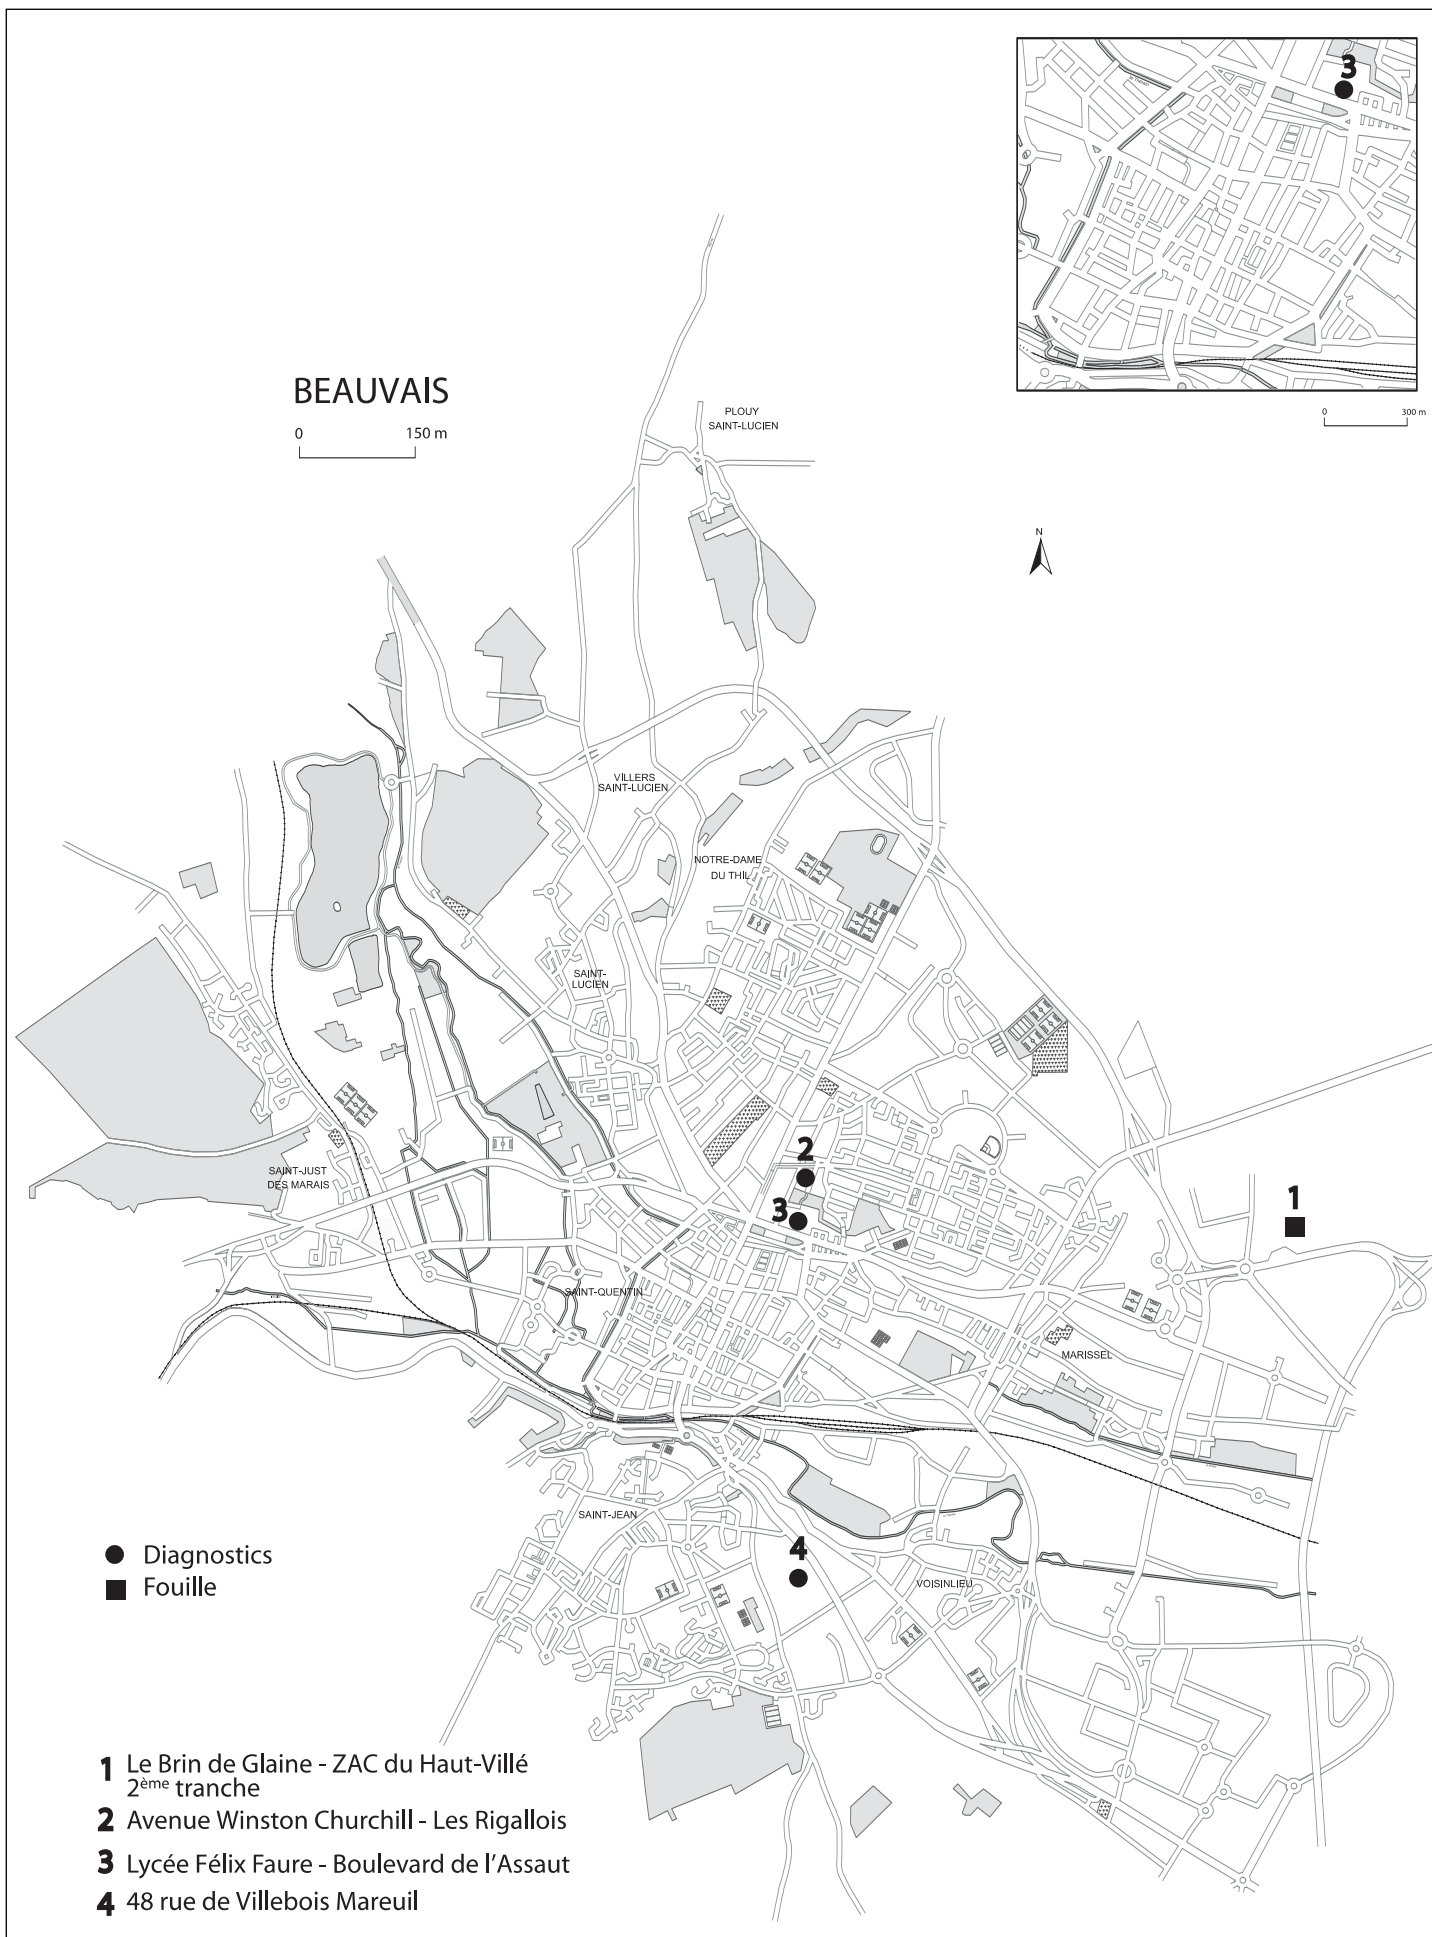 3
0 300 m
BEAUVAIS
0 150 m
PLOUY
SAINT-LUCIEN
N
VILLERS
SAINT-LUCIEN
NOTRE-DAME
DU THIL
SAINT-
LUCIEN
2
SAINT-JUST
DES MARAIS
3
1
SAINT-QUENTIN
MARISSEL
SAINT-JEAN
4
VOISINLIEU
Diagnostics
Fouille
1 Le Brin de Glaine - ZAC du Haut-Villé
2ème tranche
2 Avenue Winston Churchill - Les Rigallois
3 Lycée Félix Faure - Boulevard de l'Assaut
4 48 rue de Villebois Mareuil